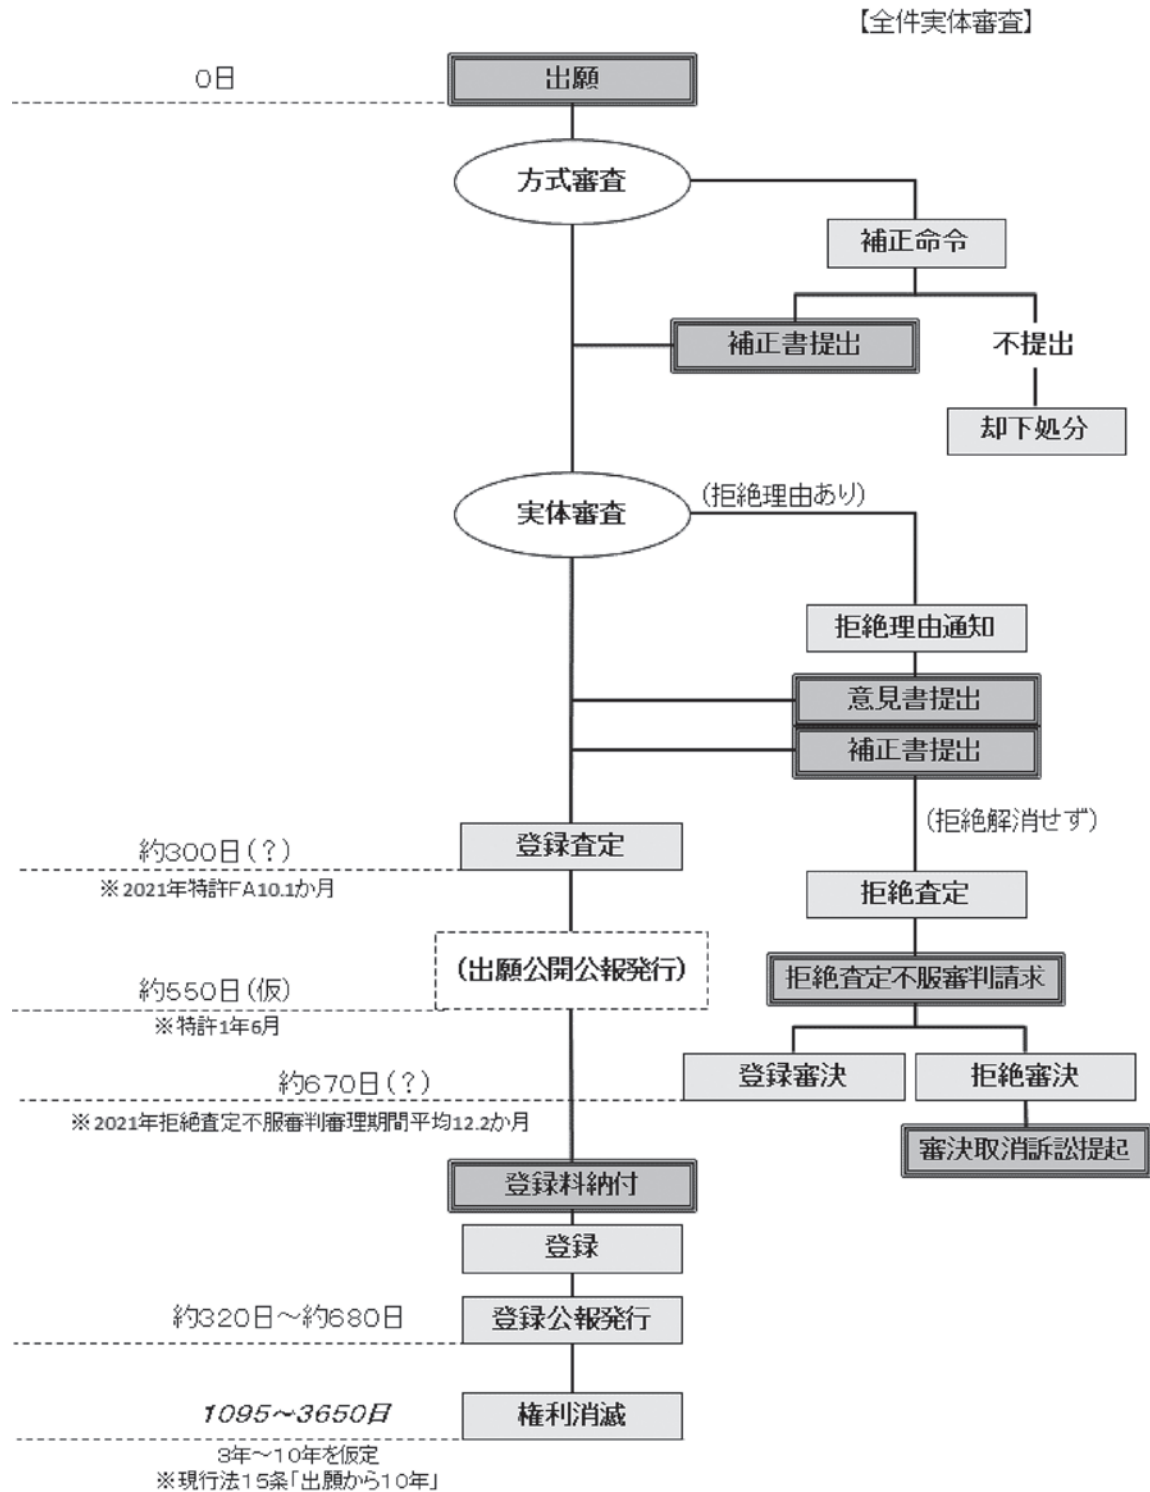 【全件実体審査】
0日
出願
方式審査
補正命令
補正書提出
不提出
却下処分
実体審査
(拒絶理由あり)
拒絶理由通知
意見書提出
補正書提出
(拒絶解消せず)
約300日(?)
登録査定
※2021年特許FA10.1か月
拒絶査定
(出願公開公報発行)
拒絶査定不服審判請求
約550日(仮)
※特許1年6月
登録審決
拒絶審決
約670日(?)
※2021年拒絶査定不服審判審理期間平均12.2か月
審決取消訴訟提起
登録料納付
登録
約320日~約680日
登録公報発行
1095~3650日
権利消滅
3年~10年を仮定
※現行法15条「出願から10年」